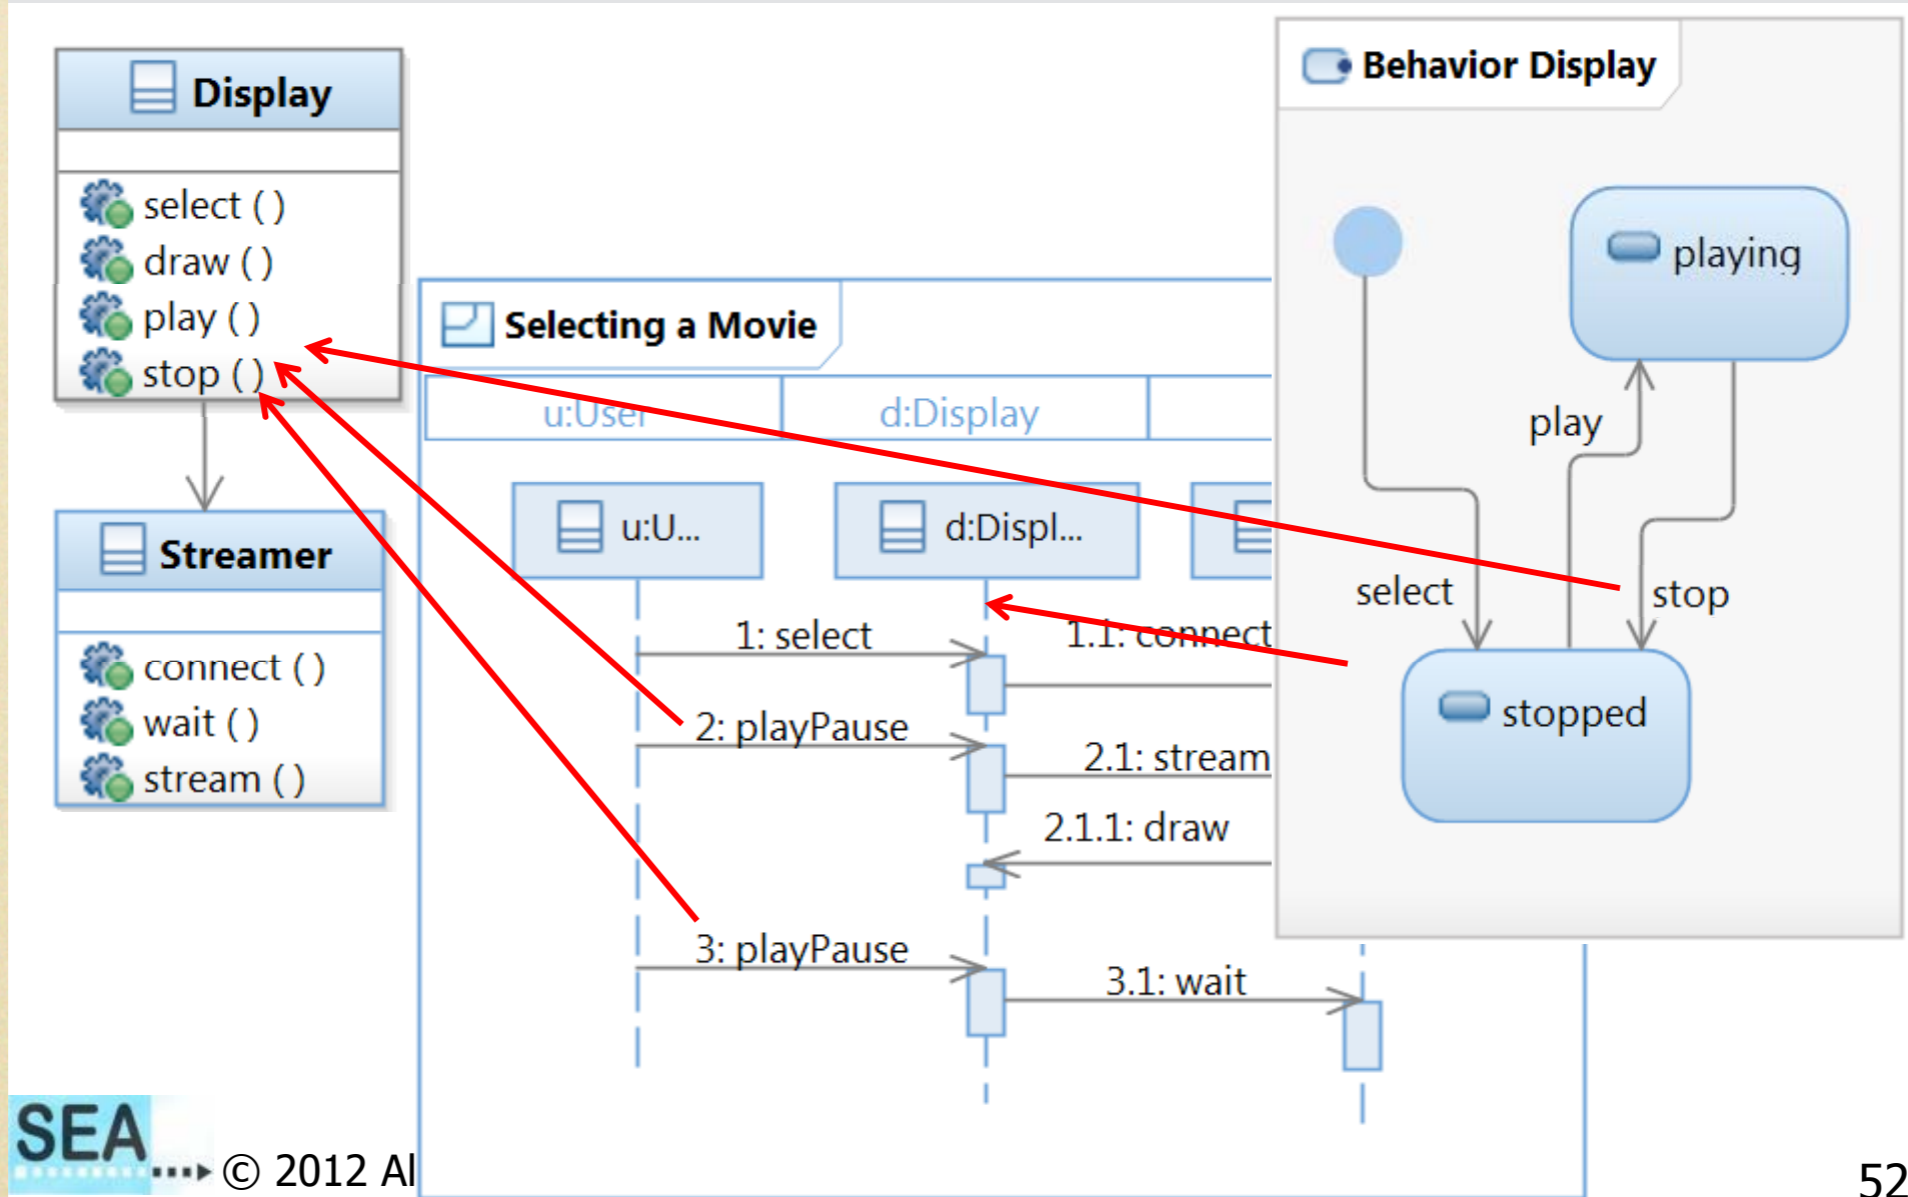 Display
select ( )
draw ( )
play ( )
stop ( )
Streamer
connect ( )
wait ( )
stream ( )
Selecting a Movie
u:User
d:Display
u:U...
d:Displ...
1: select
1.1: connect
2: playPause
2.1: stream
2.1.1: draw
3: playPause
3.1: wait
Behavior Display
playing
play
select
stop
stopped
SEA
© 2012 Al
52